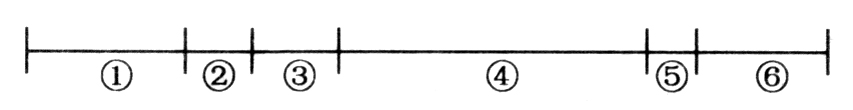 ① ② ③ ④ ⑤ ⑥